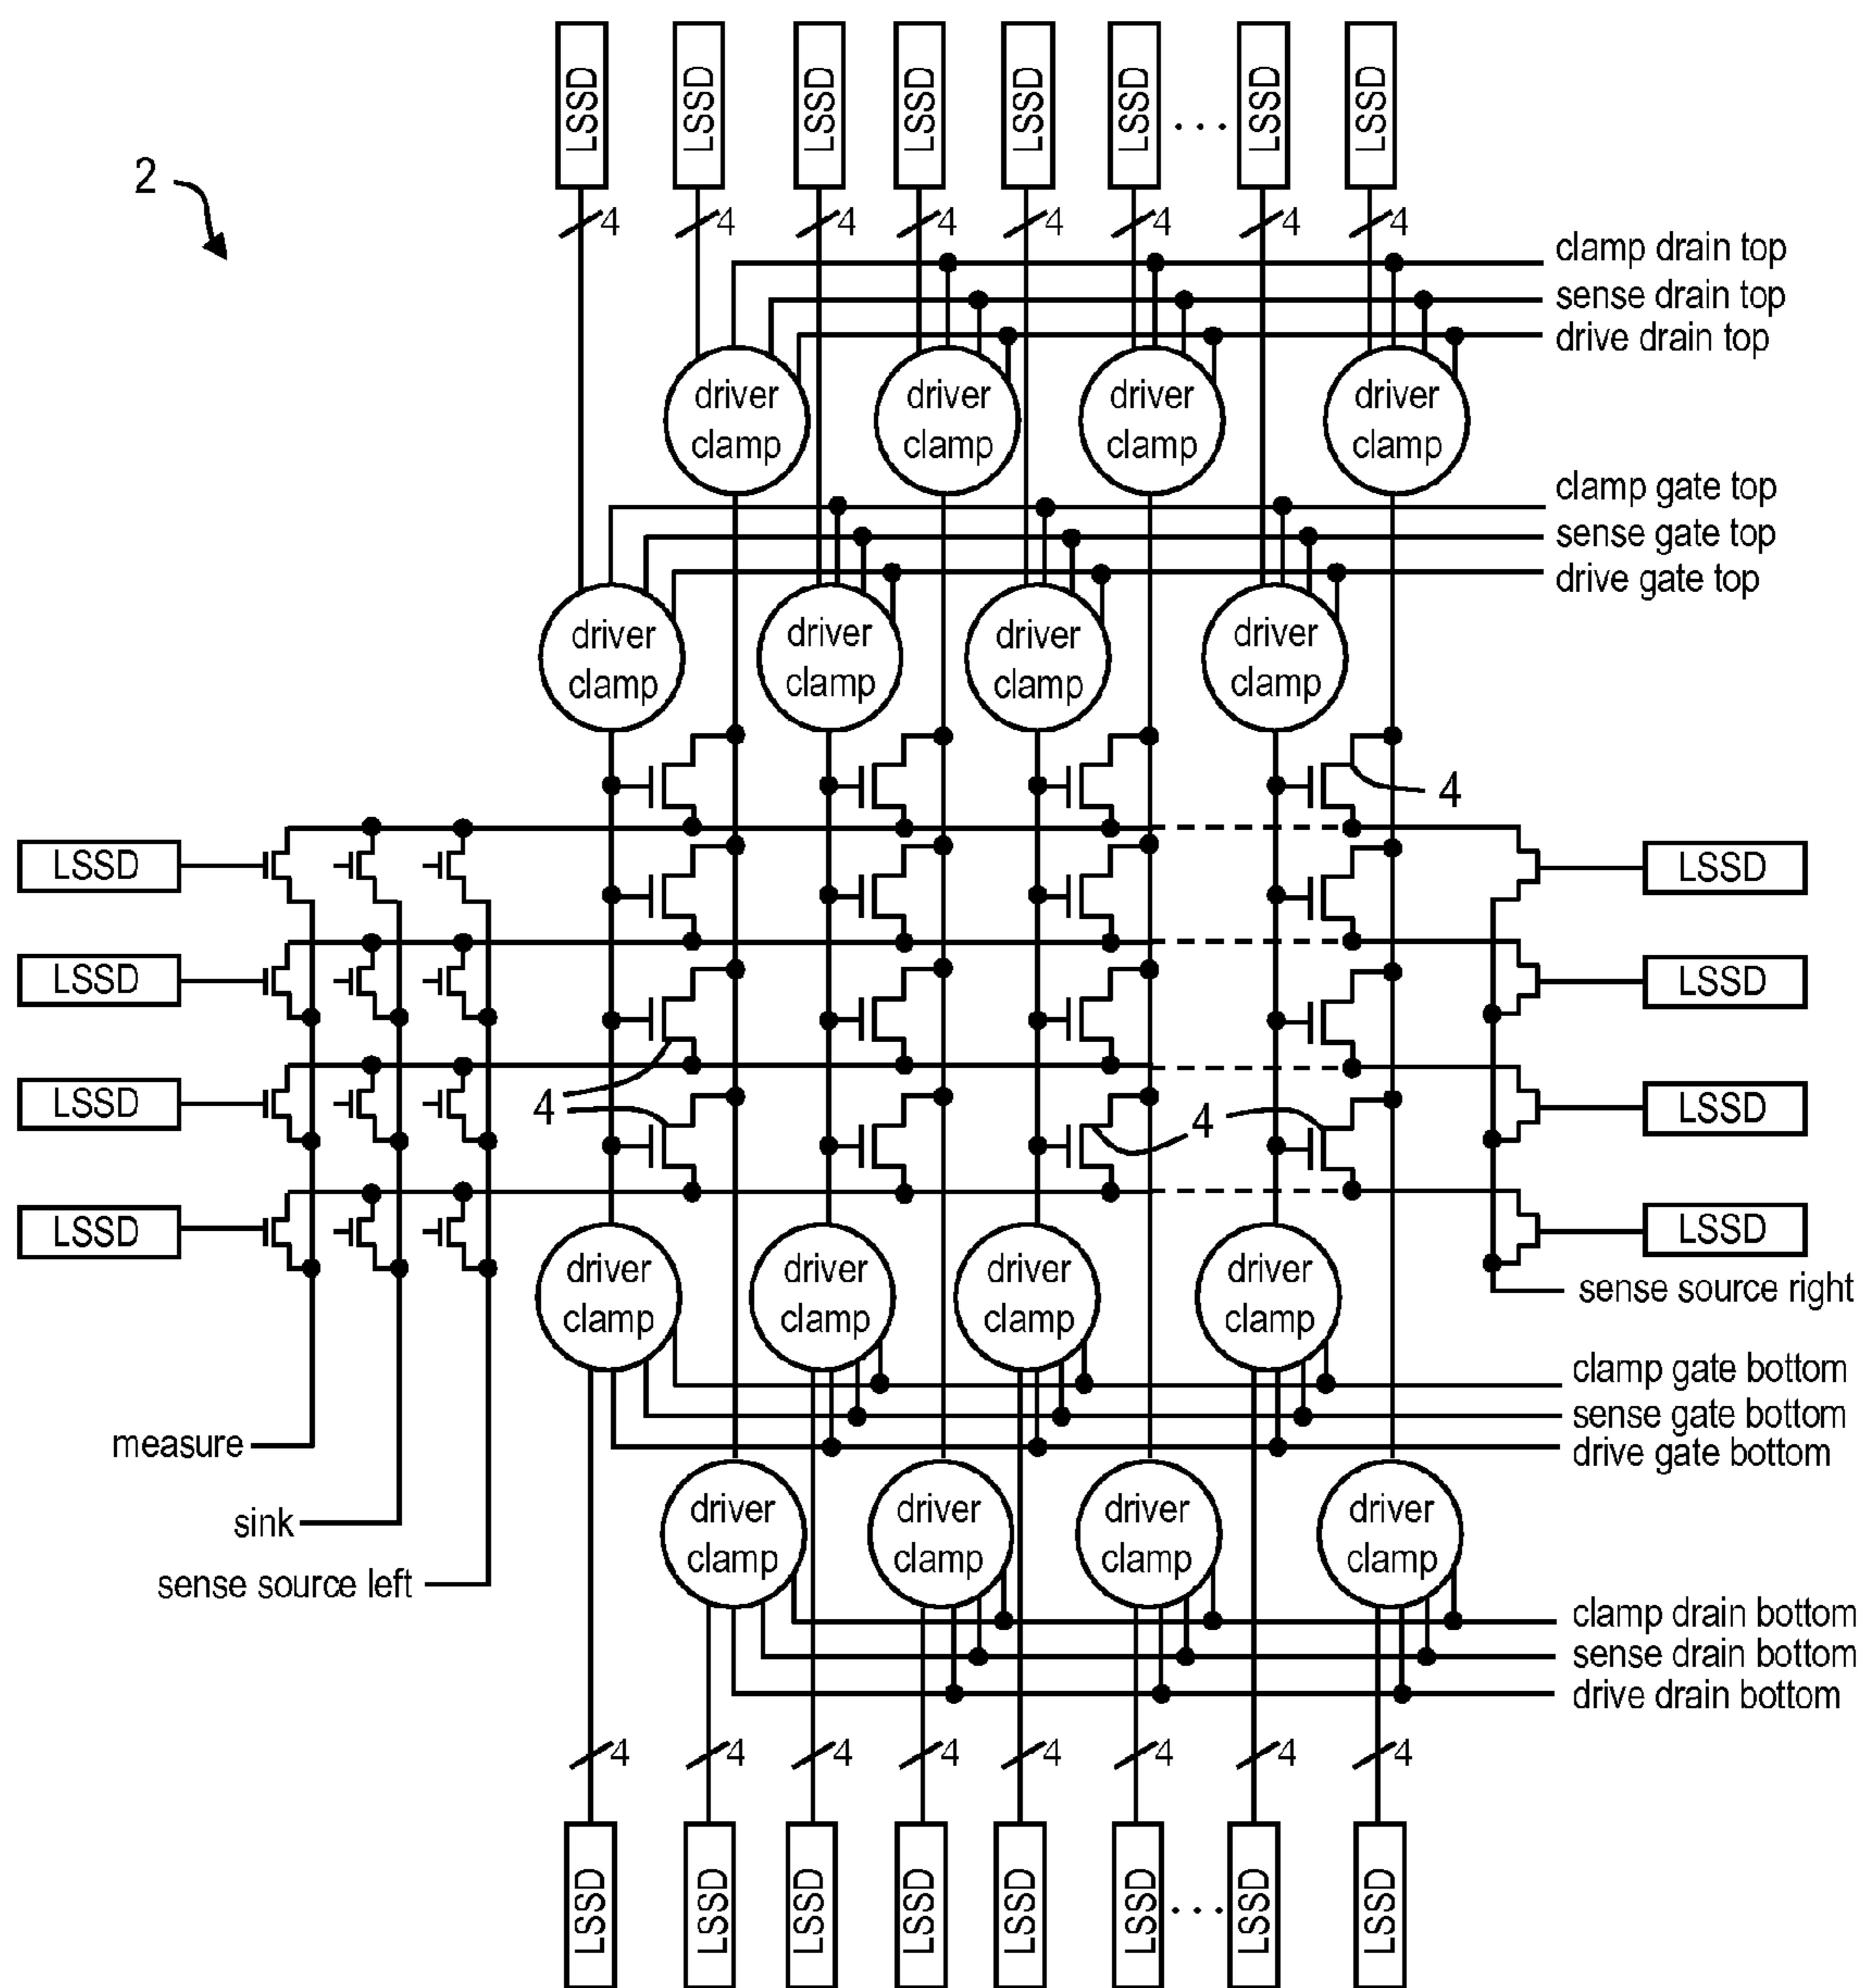 LSSD LSSD LSSD LSSD LSSD LSSD ... LSSD LSSD
2
4 4 4 4 4 4 4 4
clamp drain top
sense drain top
drive drain top
driver clamp
driver clamp
driver clamp
driver clamp
clamp gate top
sense gate top
drive gate top
driver clamp
driver clamp
driver clamp
driver clamp
4
LSSD LSSD
LSSD LSSD
LSSD LSSD
4 4
LSSD LSSD
driver clamp
driver clamp
driver clamp
driver clamp
sense source right
clamp gate bottom
sense gate bottom
drive gate bottom
measure
sink
sense source left
driver clamp
driver clamp
driver clamp
driver clamp
clamp drain bottom
sense drain bottom
drive drain bottom
4 4 4 4 4 4 4 4
LSSD LSSD LSSD LSSD LSSD LSSD ... LSSD LSSD